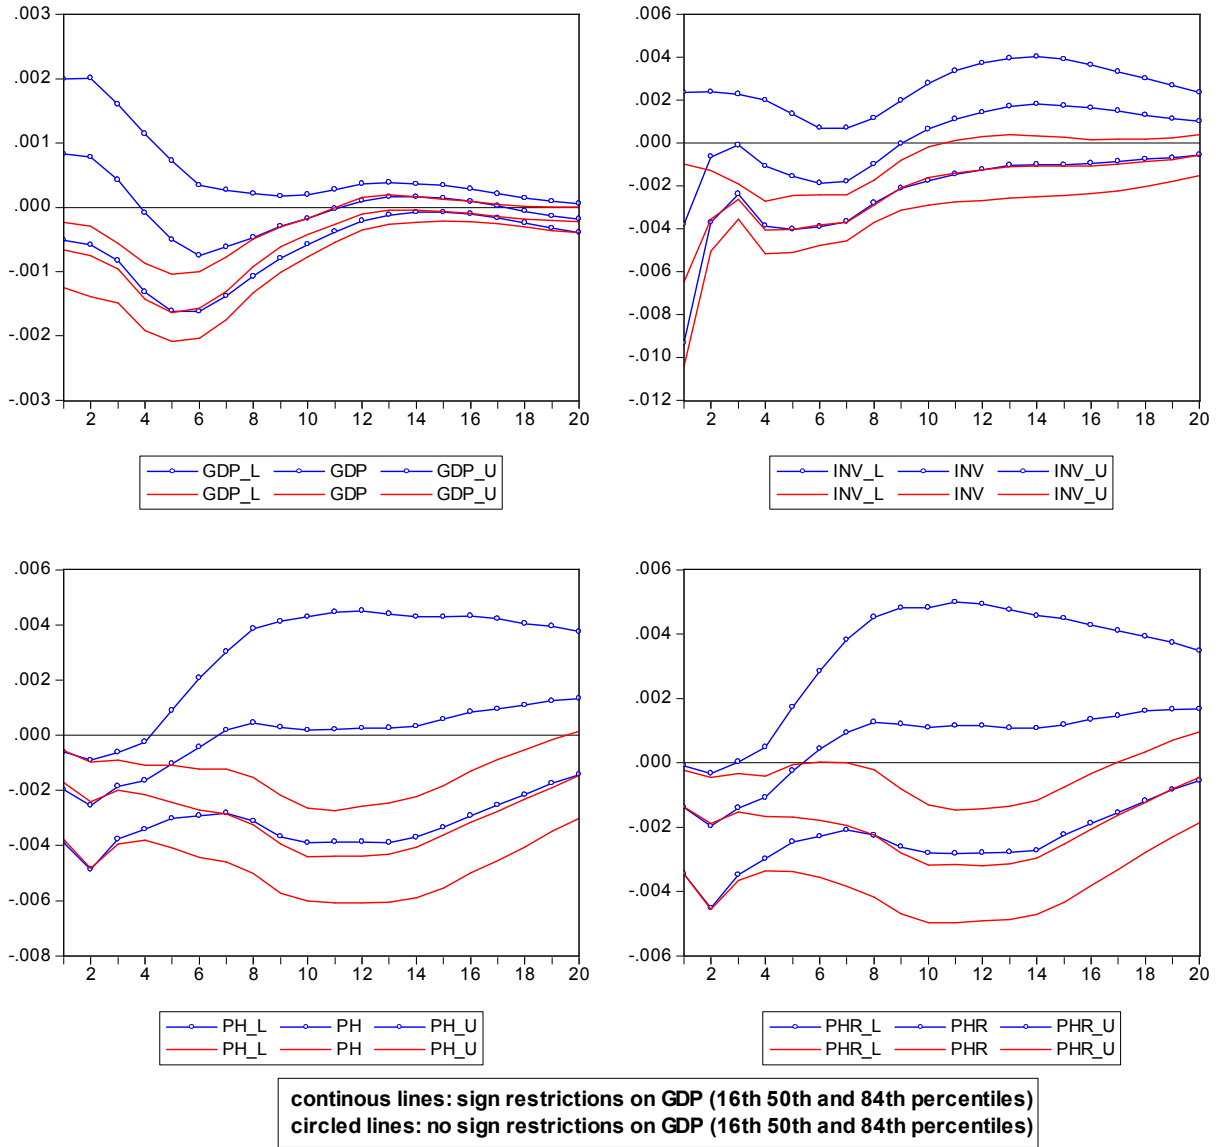 .003
.002
.001
.000
-.001
-.002
-.003
2 4 6 8 10 12 14 16 18 20
GDP_L GDP GDP_U
GDP_L GDP GDP_U
.006
.004
.002
.000
-.002
-.004
-.006
-.008
-.010
-.012
2 4 6 8 10 12 14 16 18 20
INV_L INV INV_U
INV_L INV INV_U
.006
.004
.002
.000
-.002
-.004
-.006
-.008
2 4 6 8 10 12 14 16 18 20
PH_L PH PH_U
PH_L PH PH_U
.006
.004
.002
.000
-.002
-.004
-.006
2 4 6 8 10 12 14 16 18 20
PHR_L PHR PHR_U
PHR_L PHR PHR_U
continous lines: sign restrictions on GDP (16th 50th and 84th percentiles)
circled lines: no sign restrictions on GDP (16th 50th and 84th percentiles)